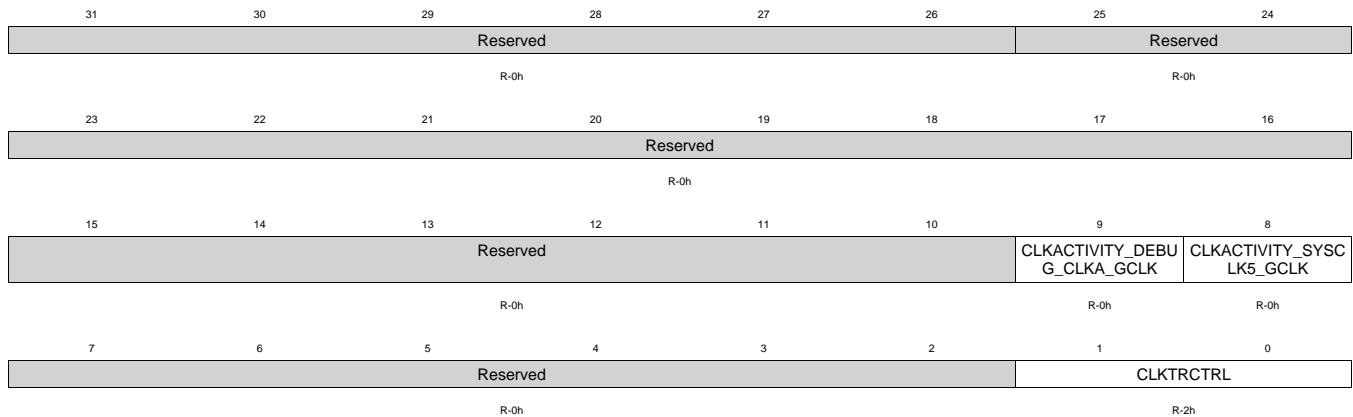 31 30 29 28 27 26 25 24
Reserved Reserved
R-0h R-0h
23 22 21 20 19 18 17 16
Reserved
R-0h
15 14 13 12 11 10 9 8
Reserved CLKACTIVITY_DEBU CLKACTIVITY_SYSC
G_CLKA_GCLK LK5_GCLK
R-0h R-0h R-0h
7 6 5 4 3 2 1 0
Reserved CLKTRCTRL
R-0h R-2h